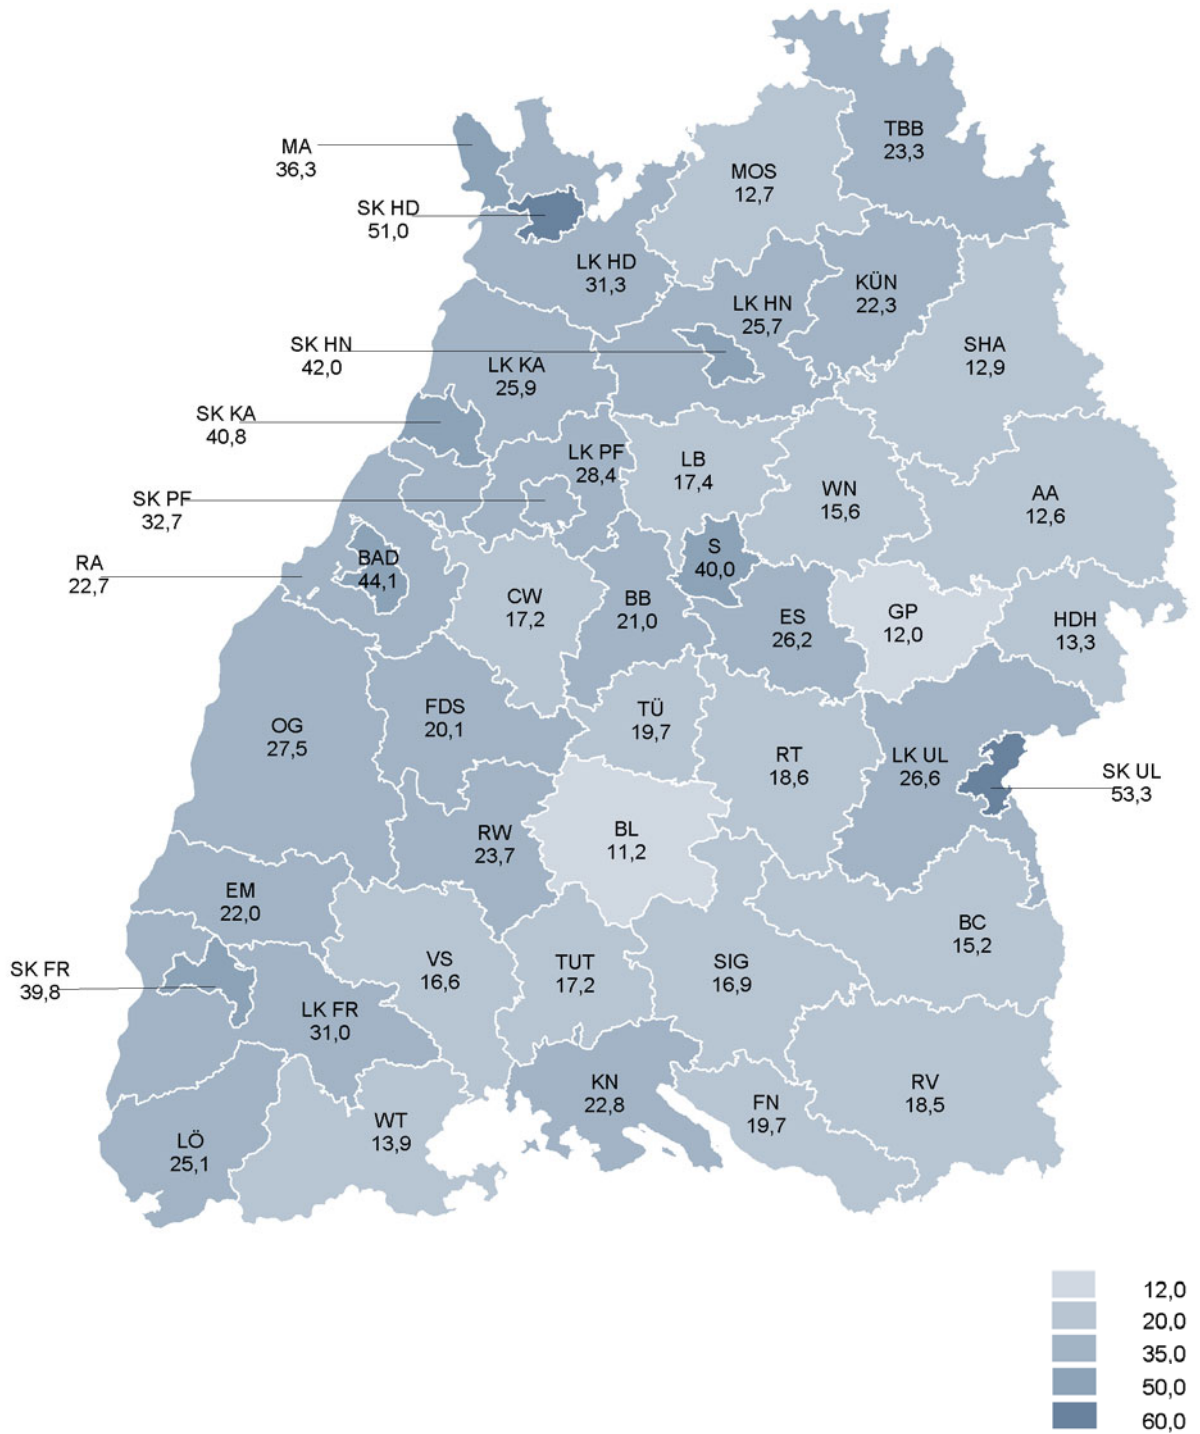 TBB
23,3
MA
36,3
MOS
12,7
SK HD
51,0
LK HD
31,3
KÜN
22,3
LK HN
25,7
SK HN
42,0
SHA
12,9
LK KA
25,9
SK KA
40,8
LK PF
28,4
LB
17,4
WN
15,6
AA
12,6
SK PF
32,7
S
40,0
BAD
44,1
RA
22,7
CW
17,2
BB
21,0
ES
26,2
GP
12,0
HDH
13,3
OG
27,5
FDS
20,1
TÜ
19,7
RT
18,6
LK UL
26,6
SK UL
53,3
RW
23,7
BL
11,2
EM
22,0
BC
15,2
SK FR
39,8
VS
16,6
TUT
17,2
SIG
16,9
LK FR
31,0
KN
22,8
RV
18,5
FN
19,7
WT
13,9
LÖ
25,1
12,0
20,0
35,0
50,0
60,0